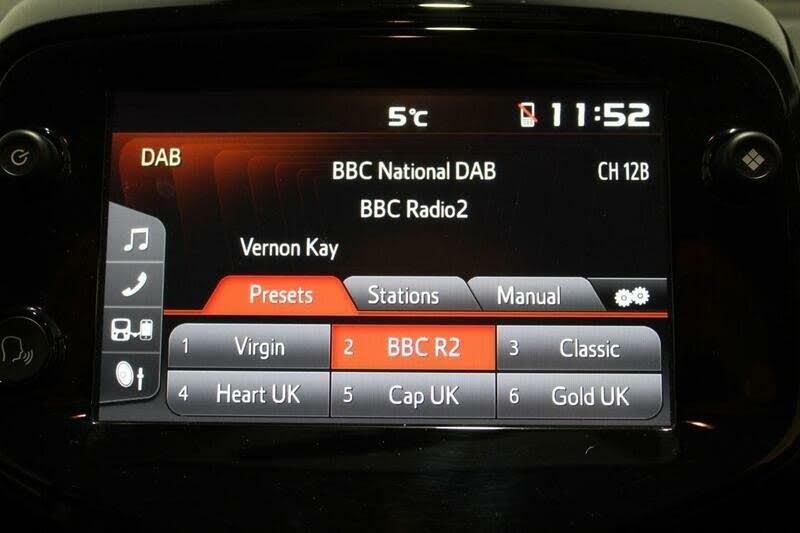 5°C 11:52
DAB
BBC National DAB CH 12B
BBC Radio2
Vernon Kay
Presets Stations Manual
1 Virgin 2 BBC R2 3 Classic
4 Heart UK 5 Cap UK 6 Gold UK